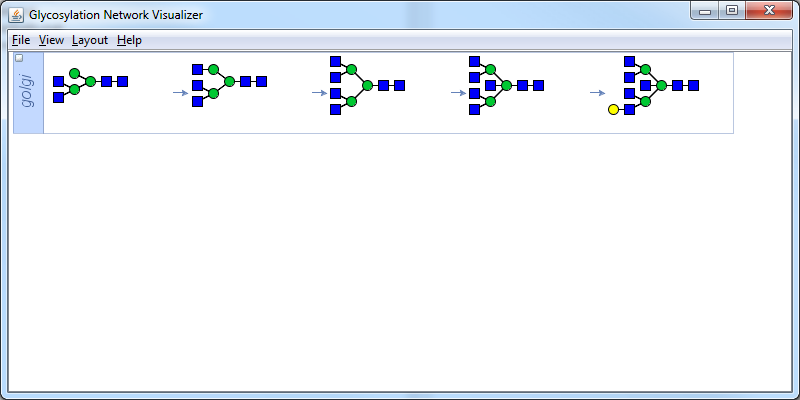 Glycosylation Network Visualizer
File View Layout Help
golgi